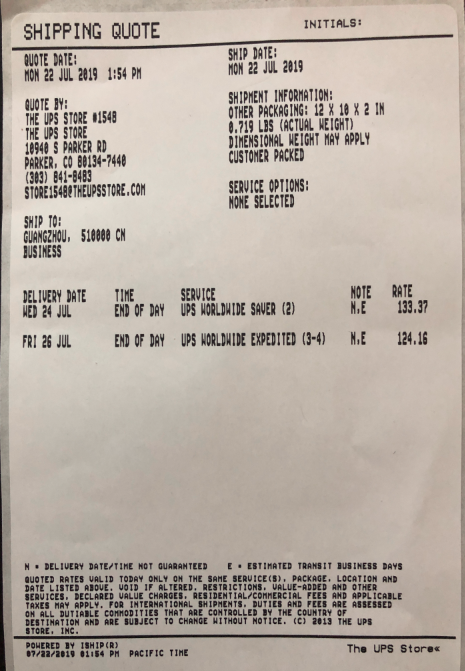 SHIPPING QUOTE
INITIALS:
QUOTE DATE:
MON 22 JUL 2019 1:54 PM
SHIP DATE:
MON 22 JUL 2019
QUOTE BY:
THE UPS STORE #1548
THE UPS STORE
10940 S PARKER RD
PARKER, CO 80134-7440
(303) 841-8483
STORE1548@THEUPSSTORE.COM
SHIPMENT INFORMATION:
OTHER PACKAGING: 12 X 10 X 2 IN
0.719 LBS (ACTUAL WEIGHT)
DIMENSIONAL WEIGHT MAY APPLY
CUSTOMER PACKED
SERVICE OPTIONS:
NONE SELECTED
SHIP TO:
GUANGZHOU, 510000 CN
BUSINESS
DELIVERY DATE TIME SERVICE NOTE RATE
WED 24 JUL END OF DAY UPS WORLDWIDE SAVER (2) N,E 133.37
FRI 26 JUL END OF DAY UPS WORLDWIDE EXPEDITED (3-4) N,E 124.16
N = DELIVERY DATE/TIME NOT GUARANTEED E = ESTIMATED TRANSIT BUSINESS DAYS
QUOTED RATES VALID TODAY ONLY ON THE SAME SERVICE(S), PACKAGE, LOCATION AND
DATE LISTED ABOVE. VOID IF ALTERED. RESTRICTIONS, VALUE-ADDED AND OTHER
SERVICES, DECLARED VALUE CHARGES, RESIDENTIAL/COMMERCIAL FEES AND APPLICABLE
TAXES MAY APPLY. FOR INTERNATIONAL SHIPMENTS, DUTIES AND FEES ARE ASSESSED
ON ALL DUTIABLE COMMODITIES THAT ARE CONTROLLED BY THE COUNTRY OF
DESTINATION AND ARE SUBJECT TO CHANGE WITHOUT NOTICE. (C) 2013 THE UPS
STORE, INC.
POWERED BY ISHIP(R)
07/22/2019 01:54 PM PACIFIC TIME
The UPS Store«